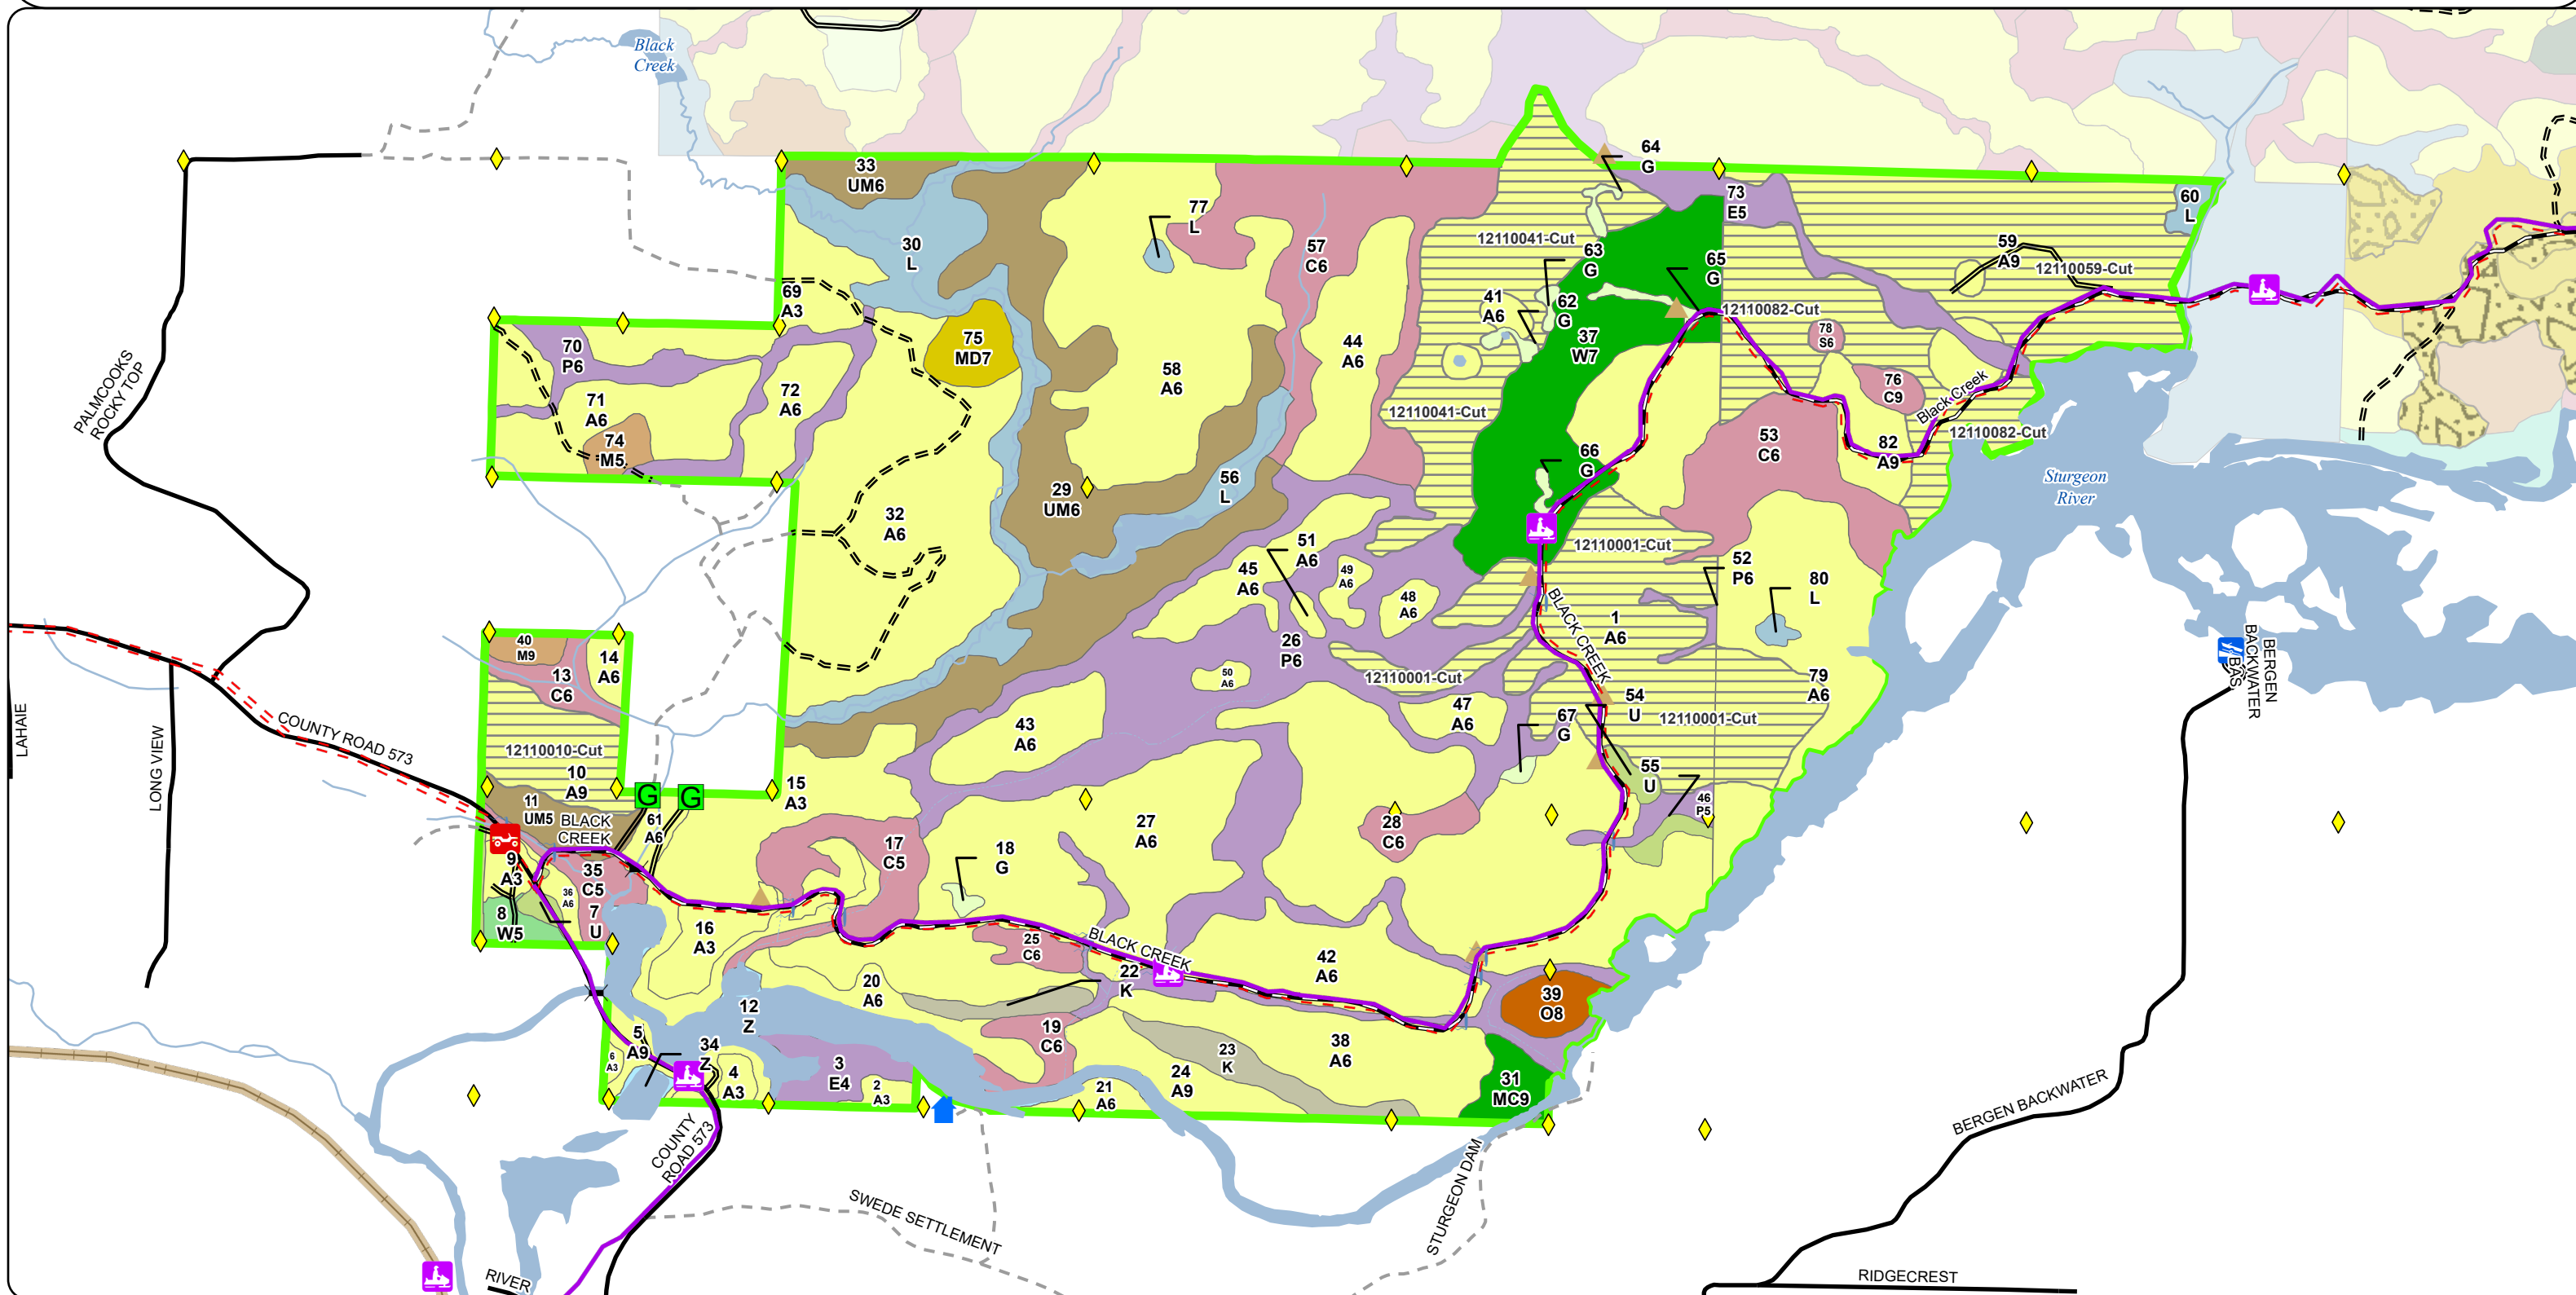 Black
Creek
33
UM6
64
G
77
L
73
E5
60
L
30
L
57
C6
12110041-Cut
63
G
65
G
59
A9
12110059-Cut
69
A3
41
A6
62
G
12110082-Cut
78
S6
75
MD7
37
W7
44
A6
70
P6
58
A6
72
A6
76
C9
Black Creek
PALMCOOKS
ROCKY TOP
71
A6
12110041-Cut
74
M5
53
C6
82
A9
12110082-Cut
66
G
Sturgeon
River
29
UM6
56
L
32
A6
51
A6
12110001-Cut
52
P6
80
L
45
A6
49
A6
48
A6
BLACK CREEK
1
A6
26
P6
40
M9
14
A6
13
C6
50
A6
12110001-Cut
79
A6
BERGEN
BACKWATER
BAS
54
U
12110001-Cut
47
A6
67
G
43
A6
LAHAIE
LONG VIEW
COUNTY ROAD 573
12110010-Cut
10
A9
G
G
15
A3
55
U
46
P5
11
UM5
BLACK
CREEK
61
A6
27
A6
28
C6
17
C5
18
G
9
A3
35
C5
36
A6
7
U
8
W5
16
A3
25
C6
BLACK CREEK
22
K
42
A6
20
A6
39
O8
12
Z
19
C6
5
A9
34
Z
6
A3
4
A3
3
E4
2
A3
23
K
38
A6
24
A9
21
A6
31
MC9
COUNTY
ROAD 573
BERGEN BACKWATER
SWEDE SETTLEMENT
STURGEON DAM
RIVER
RIDGECREST